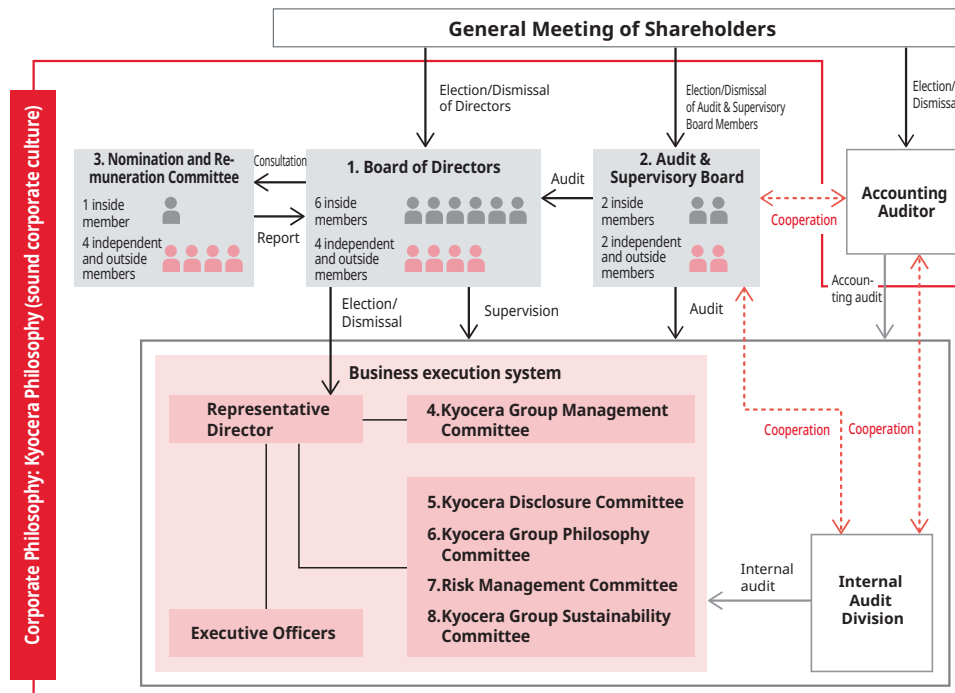 General Meeting of Shareholders
Corporate Philosophy: Kyocera Philosophy (sound corporate culture)
Election/Dismissal
of Directors
Election/Dismissal
of Audit & Supervisory
Board Members
Election/
Dismissal
3. Nomination and Re-
muneration Committee
1 inside
member
4 independent
and outside
members
Consultation
Report
1. Board of Directors
6 inside
members
4 independent
and outside
members
Audit
2. Audit &
Supervisory Board
2 inside
members
2 independent
and outside
members
Cooperation
Accounting
Auditor
Election/
Dismissal
Supervision
Audit
Accoun-
ting audit
Business execution system
Representative
Director
4.Kyocera Group Management
Committee
Cooperation
Cooperation
5.Kyocera Disclosure Committee
6.Kyocera Group Philosophy
Committee
7.Risk Management Committee
8.Kyocera Group Sustainability
Committee
Executive Officers
Internal
audit
Internal
Audit
Division